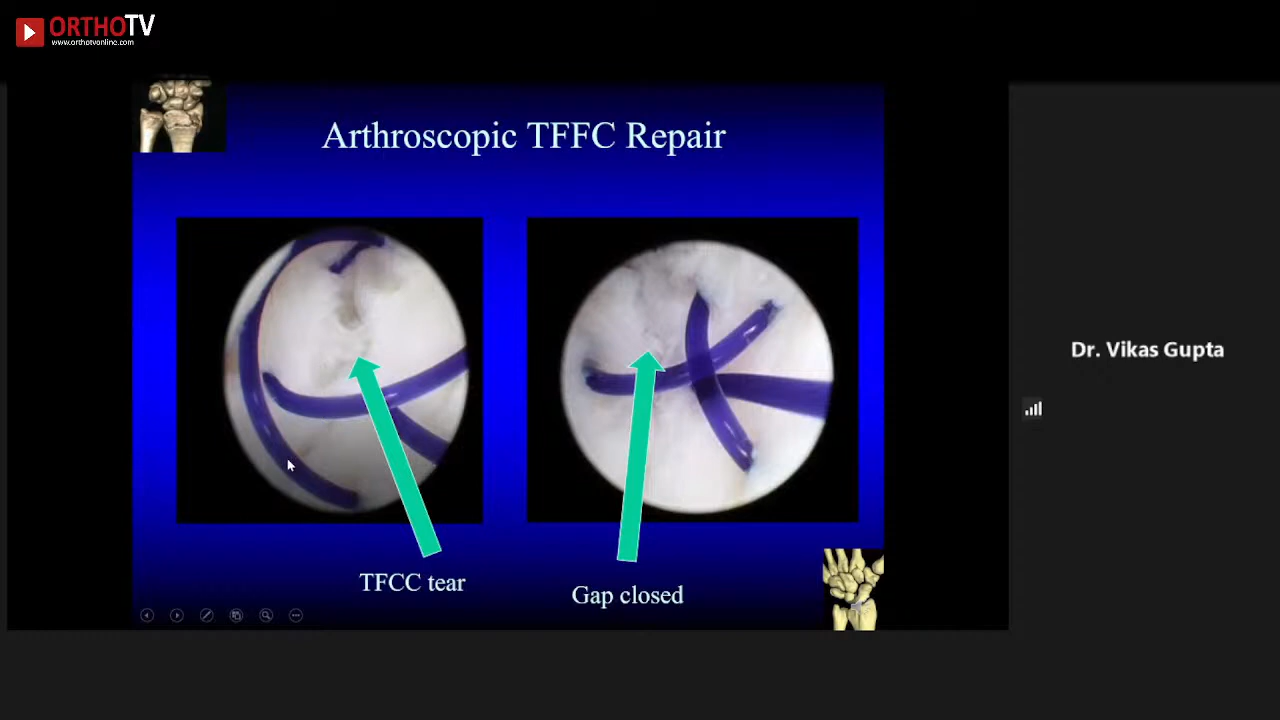 ORTHOTV
www.orthotvonline.com
Arthroscopic TFFC Repair
Dr. Vikas Gupta
TFCC tear
Gap closed